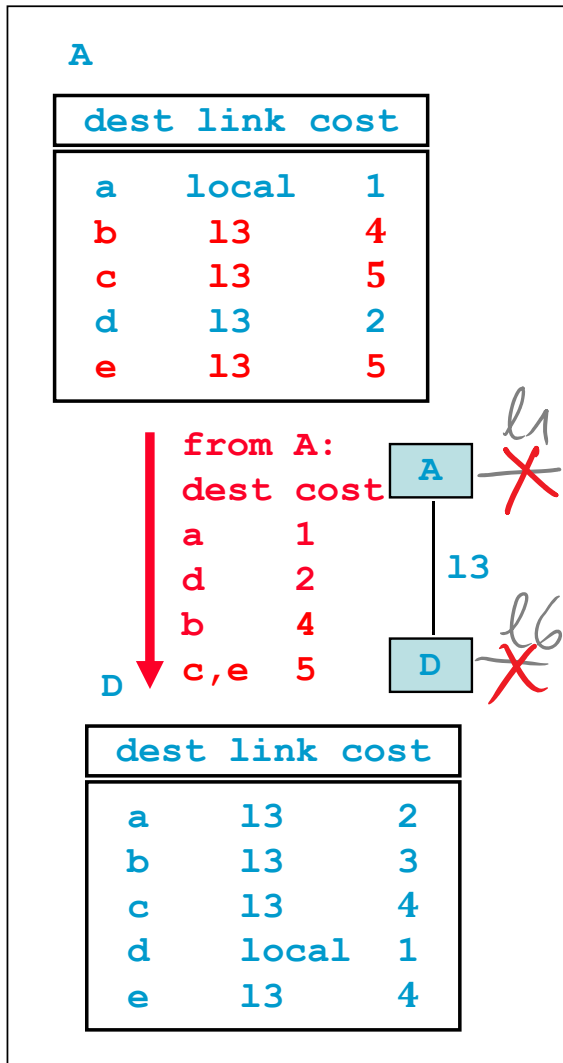 A
dest link cost
a local 1
b l3 4
c l3 5
d l3 2
e l3 5
from A:
dest cost
a 1
d 2
b 4
c,e 5
A
l1
l3
D
l6
D
dest link cost
a l3 2
b l3 3
c l3 4
d local 1
e l3 4